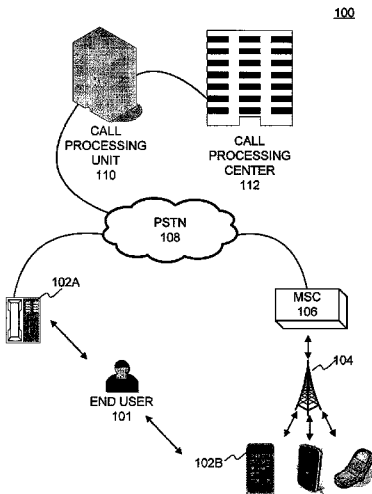 100
CALL
PROCESSING
UNIT
110
CALL
PROCESSING
CENTER
112
PSTN
108
102A
MSC
106
104
END USER
101
102B